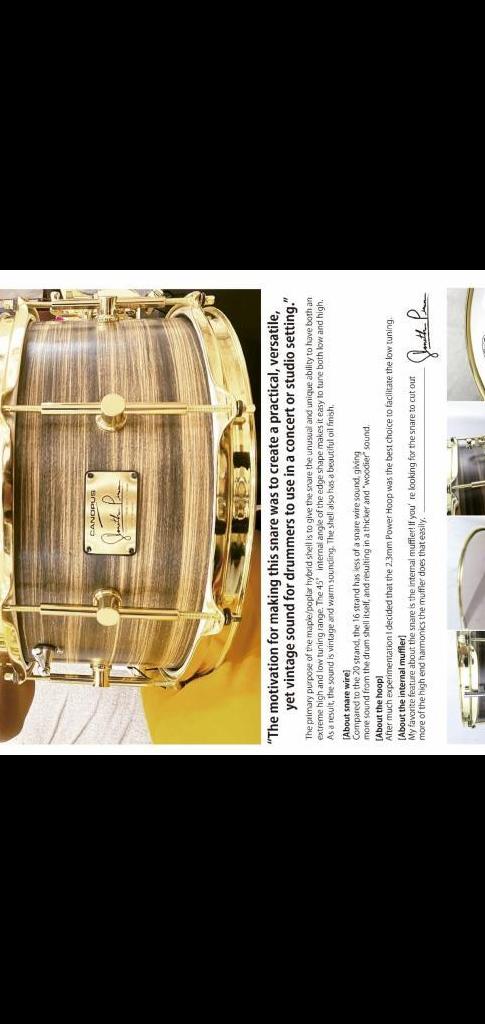 CANOPUS
"The motivation for making this snare was to create a practical, versatile,
yet vintage sound for drummers to use in a concert or studio setting."
The primary purpose of the maple/poplar hybrid shell is to give the snare the unusual and unique ability to have both an
extreme high and low tuning range. The 45° internal angle of the edge shape makes it easy to tune both low and high.
As a result, the sound is vintage and warm sounding. The shell also has a beautiful oil finish.
[About snare wire]
Compared to the 20 strand, the 16 strand has less of a snare wire sound, giving
more sound from the drum shell itself, and resulting in a thicker and "woodier" sound.
[About the hoop]
After much experimentation I decided that the 2.3mm Power Hoop was the best choice to facilitate the low tuning.
[About the internal muffler]
My favorite feature about the snare is the internal muffler! If you' re looking for the snare to cut out
more of the high end harmonics the muffler does that easily.